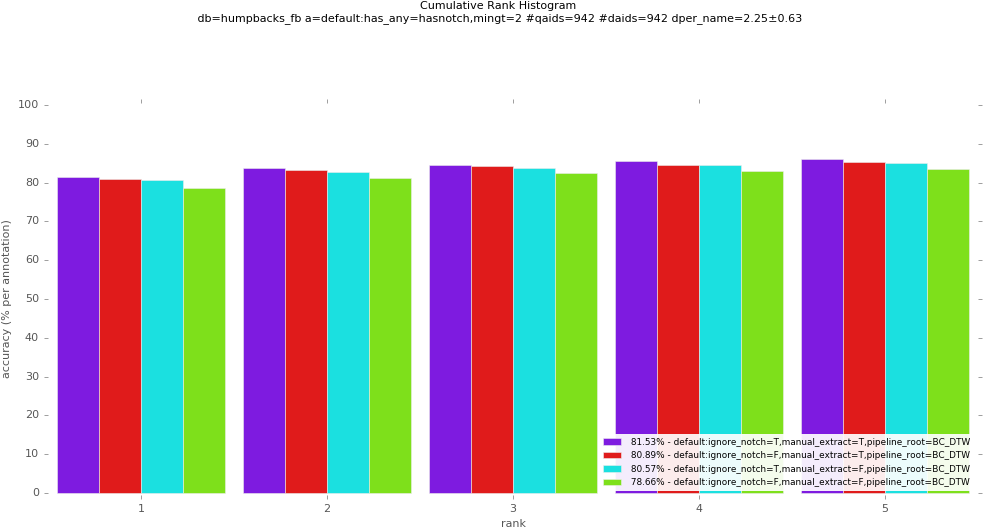 Cumulative Rank Histogram
db=humpbacks_fb a=default:has_any=hasnotch,mingt=2 #qaids=942 #daids=942 dper_name=2.25±0.63
100
90
80
70
60
50
40
30
20
10
0
accuracy (% per annotation)
81.53% - default:ignore_notch=T,manual_extract=T,pipeline_root=BC_DTW
80.89% - default:ignore_notch=F,manual_extract=T,pipeline_root=BC_DTW
80.57% - default:ignore_notch=T,manual_extract=F,pipeline_root=BC_DTW
78.66% - default:ignore_notch=F,manual_extract=F,pipeline_root=BC_DTW
1 2 3 4 5
rank